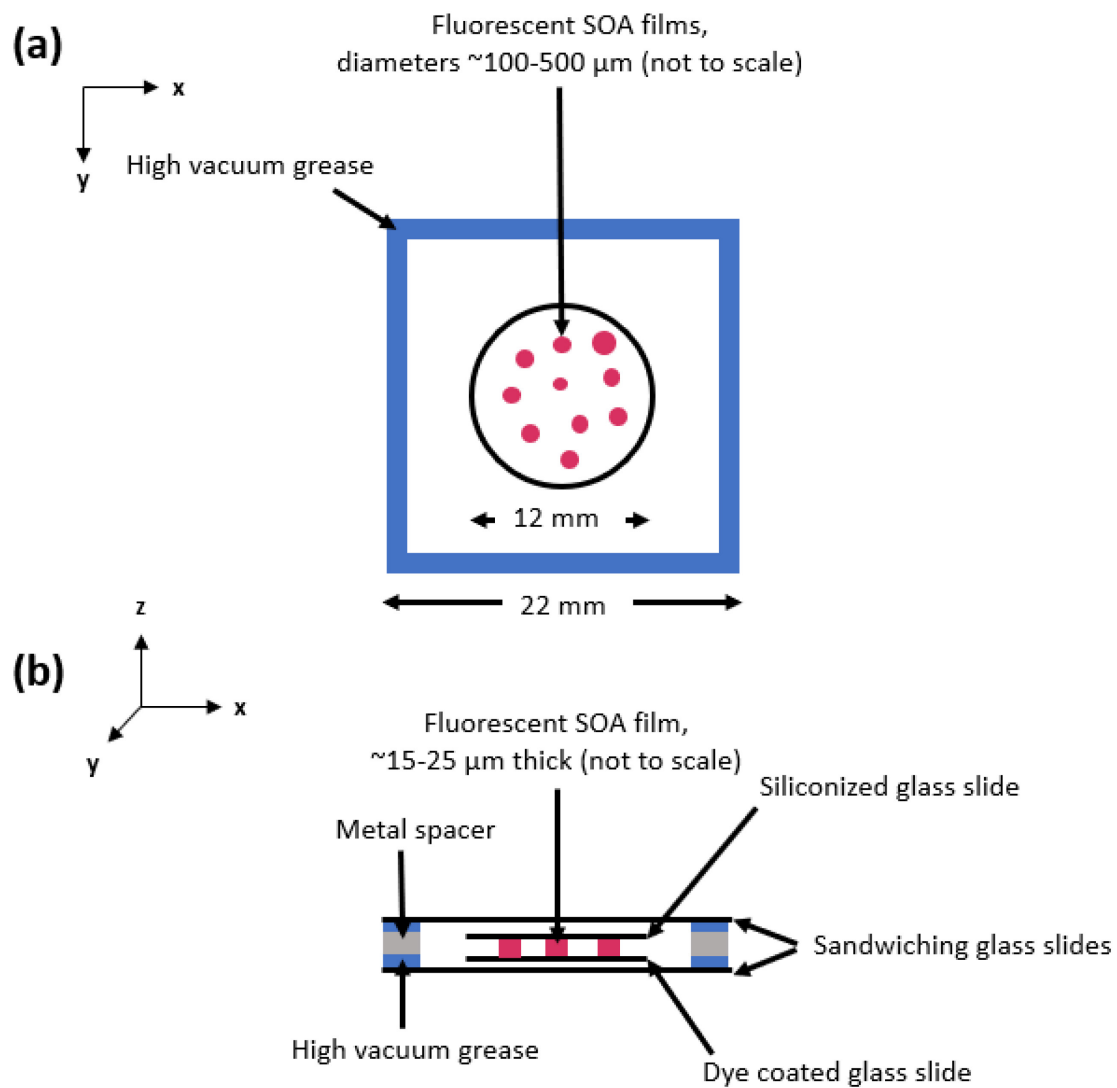 (a)
Fluorescent SOA films,
diameters ~100-500 µm (not to scale)
x
y
High vacuum grease
12 mm
22 mm
(b)
z
x
y
Fluorescent SOA film,
~15-25 µm thick (not to scale)
Siliconized glass slide
Metal spacer
Sandwiching glass slides
High vacuum grease
Dye coated glass slide